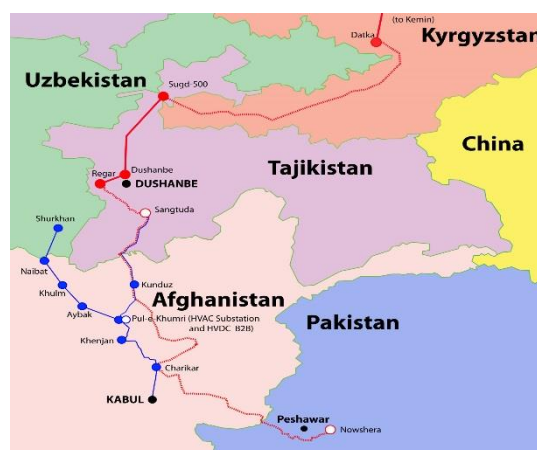 (to Kemin)
Datka
Kyrgyzstan
Uzbekistan
Sugd-500
China
Tajikistan
Regar
Dushanbe
DUSHANBE
Sangtuda
Shurkhan
Naibat
Kunduz
Khulm
Afghanistan
Aybak
Pul-e Khumri (HVAC Substation
and HVDC B2B)
Pakistan
Khenjan
Charikar
KABUL
Peshawar
Nowshera